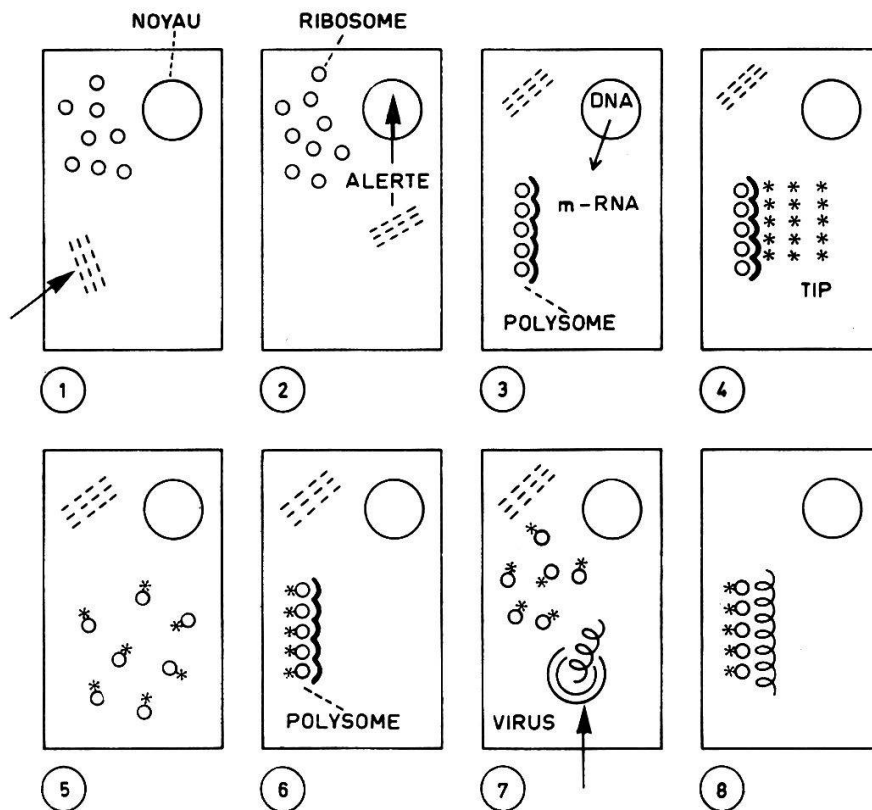 NOYAU
RIBOSOME
ALERTE
DNA
m-RNA
POLYSOME
TIP
1
2
3
4
POLYSOME
VIRUS
5
6
7
8